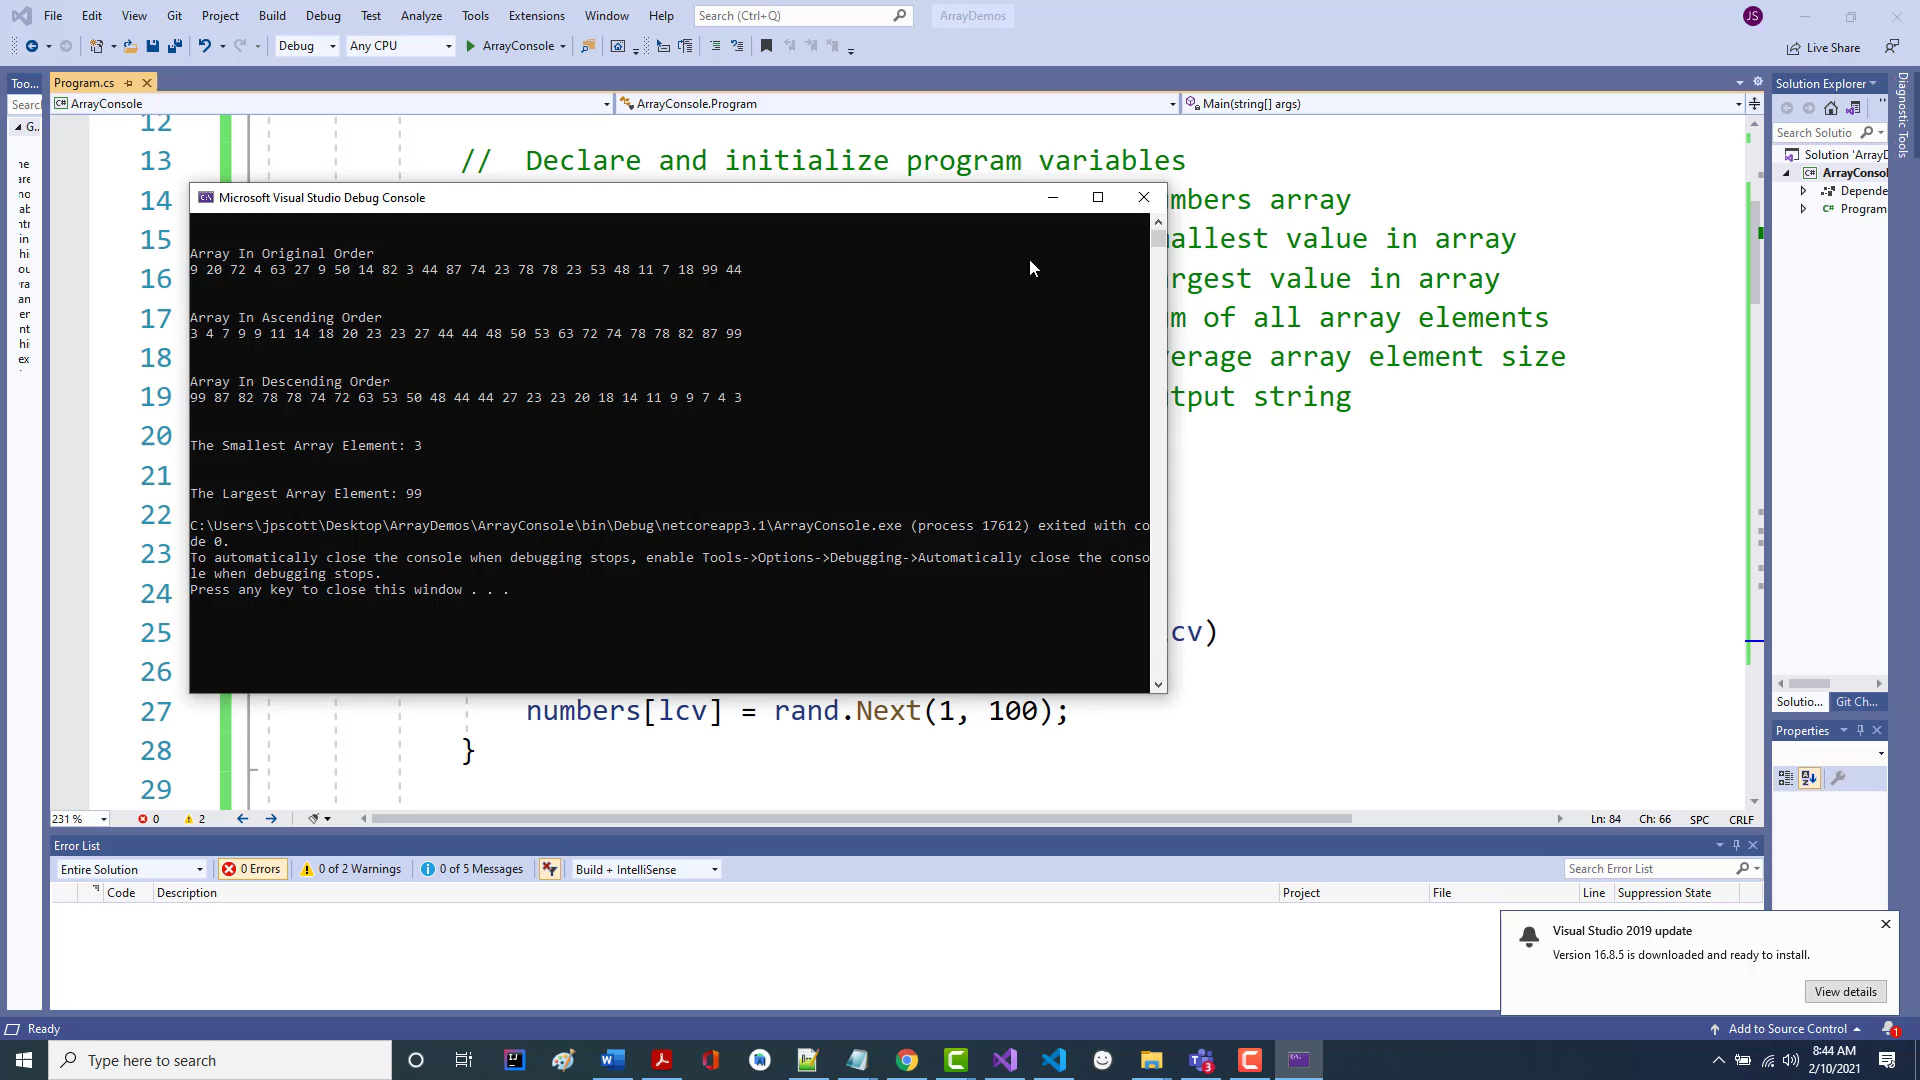 File Edit View Git Project Build Debug Test Analyze Tools Extensions Window Help Search (Ctrl+Q) ArrayDemos JS
Debug Any CPU ArrayConsole Live Share
Too... Program.cs Solution Explorer Diagnostic Tools
ArrayConsole ArrayConsole.Program Main(string[] args)
Search Solutio
Solution 'ArrayD
ArrayConsol
Depende
Program
12
13 // Declare and initialize program variables
14 mbers array
15 allest value in array
16 rgest value in array
17 m of all array elements
18 verage array element size
19 tput string
20
21
22
23
24
25 cv)
26
27 numbers[lcv] = rand.Next(1, 100);
28 }
29
Microsoft Visual Studio Debug Console
Array In Original Order
9 20 72 4 63 27 9 50 14 82 3 44 87 74 23 78 78 23 53 48 11 7 18 99 44
Array In Ascending Order
3 4 7 9 9 11 14 18 20 23 23 27 44 44 48 50 53 63 72 74 78 78 82 87 99
Array In Descending Order
99 87 82 78 78 74 72 63 53 50 48 44 44 27 23 23 20 18 14 11 9 9 7 4 3
The Smallest Array Element: 3
The Largest Array Element: 99
C:\Users\jpscott\Desktop\ArrayDemos\ArrayConsole\bin\Debug\netcoreapp3.1\ArrayConsole.exe (process 17612) exited with co
de 0.
To automatically close the console when debugging stops, enable Tools->Options->Debugging->Automatically close the conso
le when debugging stops.
Press any key to close this window . . .
Solutio... Git Ch...
Properties
231 % 0 2 Ln: 84 Ch: 66 SPC CRLF
Error List
Entire Solution 0 Errors 0 of 2 Warnings 0 of 5 Messages Build + IntelliSense Search Error List
Code Description Project File Line Suppression State
Visual Studio 2019 update
Version 16.8.5 is downloaded and ready to install.
View details
Ready Add to Source Control 1
Type here to search
8:44 AM
2/10/2021